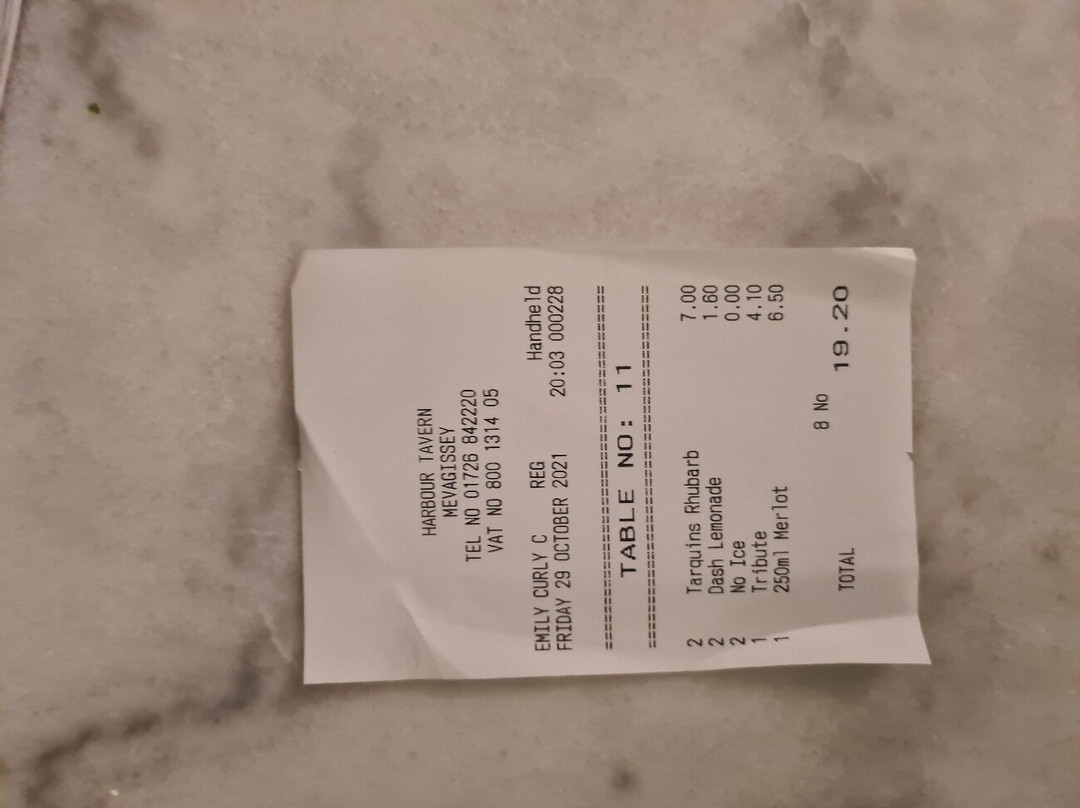 HARBOUR TAVERN
MEVAGISSEY
TEL NO 01726 842220
VAT NO 800 1314 05
EMILY CURLY C REG Handheld
FRIDAY 29 OCTOBER 2021 20:03 000228
====================================
TABLE NO: 11
====================================
2 Tarquins Rhubarb 7.00
2 Dash Lemonade 1.60
2 No Ice 0.00
1 Tribute 4.10
1 250ml Merlot 6.50
8 No
TOTAL 19.20